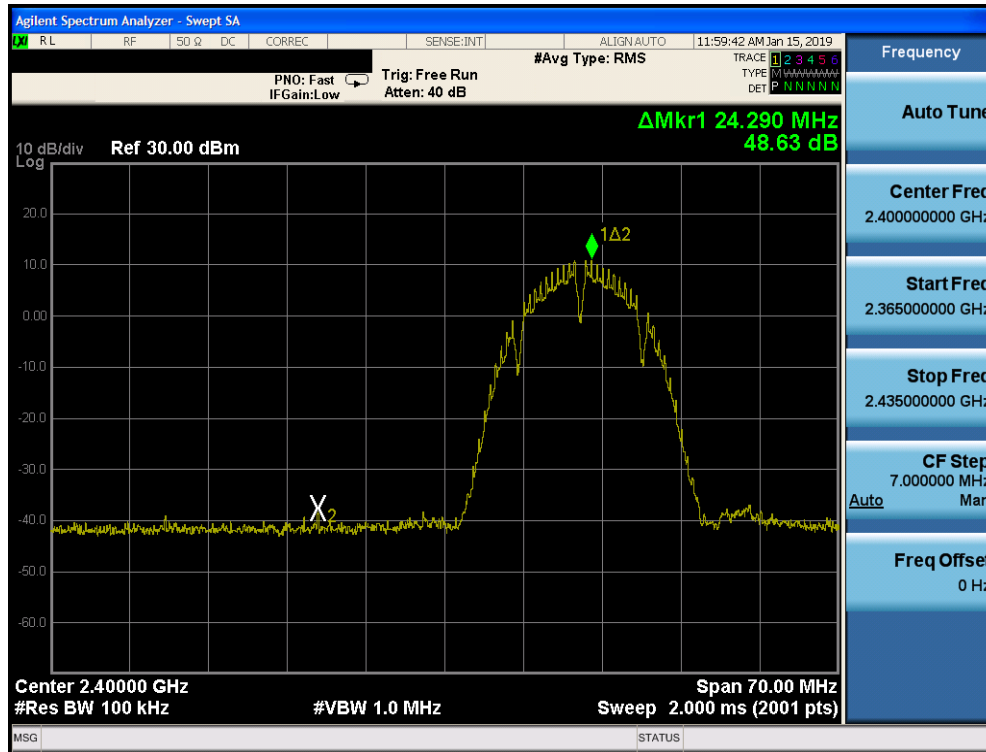 Agilent Spectrum Analyzer - Swept SA
LXI RL RF 50 Ω DC CORREC SENSE:INT ALIGNAUTO 11:59:42 AM Jan 15, 2019
#Avg Type: RMS TRACE 1 2 3 4 5 6
PNO: Fast Trig: Free Run TYPE M
IFGain:Low Atten: 40 dB DET P N N N N N
ΔMkr1 24.290 MHz
48.63 dB
10 dB/div Ref 30.00 dBm
Log
20.0
10.0
0.00
-10.0
-20.0
-30.0
-40.0
-50.0
-60.0
1Δ2
X2
Center 2.40000 GHz Span 70.00 MHz
#Res BW 100 kHz #VBW 1.0 MHz Sweep 2.000 ms (2001 pts)
MSG STATUS
Frequency
Auto Tune
Center Freq
2.400000000 GHz
Start Freq
2.365000000 GHz
Stop Freq
2.435000000 GHz
CF Step
7.000000 MHz
Auto Man
Freq Offset
0 Hz